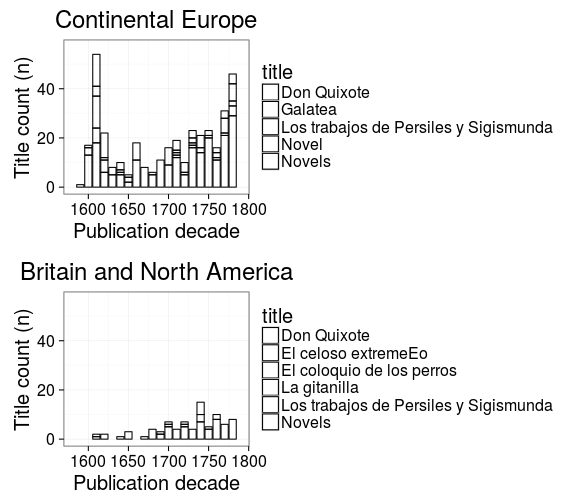 Continental Europe
Title count (n)
40
20
0
1600 1650 1700 1750 1800
Publication decade
title
Don Quixote
Galatea
Los trabajos de Persiles y Sigismunda
Novel
Novels
Britain and North America
Title count (n)
40
20
0
1600 1650 1700 1750 1800
Publication decade
title
Don Quixote
El celoso extremeEo
El coloquio de los perros
La gitanilla
Los trabajos de Persiles y Sigismunda
Novels